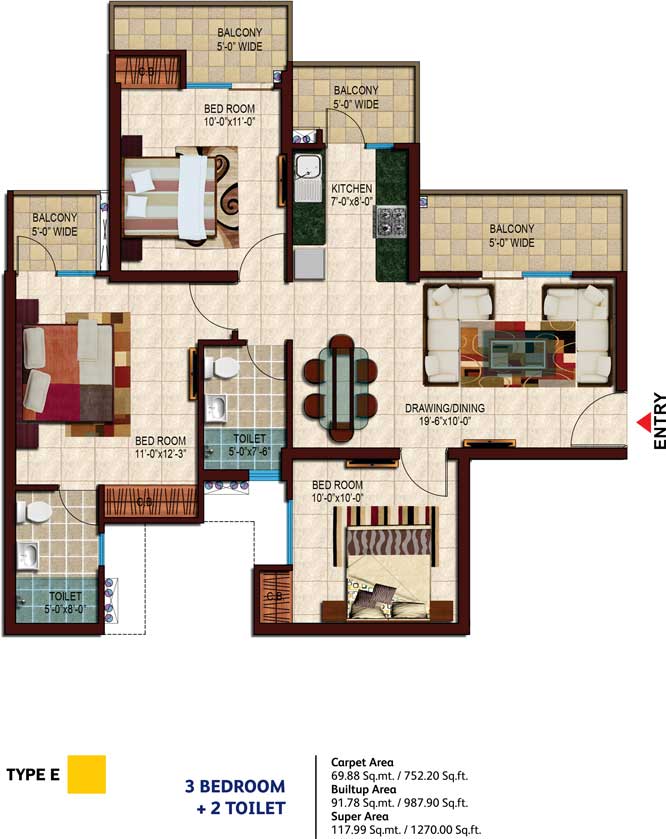 BALCONY
5'-0" WIDE
C.B.
BED ROOM
10'-0"x11'-0"
BALCONY
5'-0" WIDE
KITCHEN
7'-0"x8'-0"
BALCONY
5'-0" WIDE
BALCONY
5'-0" WIDE
DRAWING/DINING
19'-6"x10'-0"
ENTRY
BED ROOM
11'-0"x12'-3"
TOILET
5'-0"x7'-6"
C.B.
BED ROOM
10'-0"x10'-0"
C.B.
TOILET
5'-0"x8'-0"
TYPE E
3 BEDROOM
+ 2 TOILET
Carpet Area
69.88 Sq.mt. / 752.20 Sq.ft.
Builtup Area
91.78 Sq.mt. / 987.90 Sq.ft.
Super Area
117.99 Sq.mt. / 1270.00 Sq.ft.